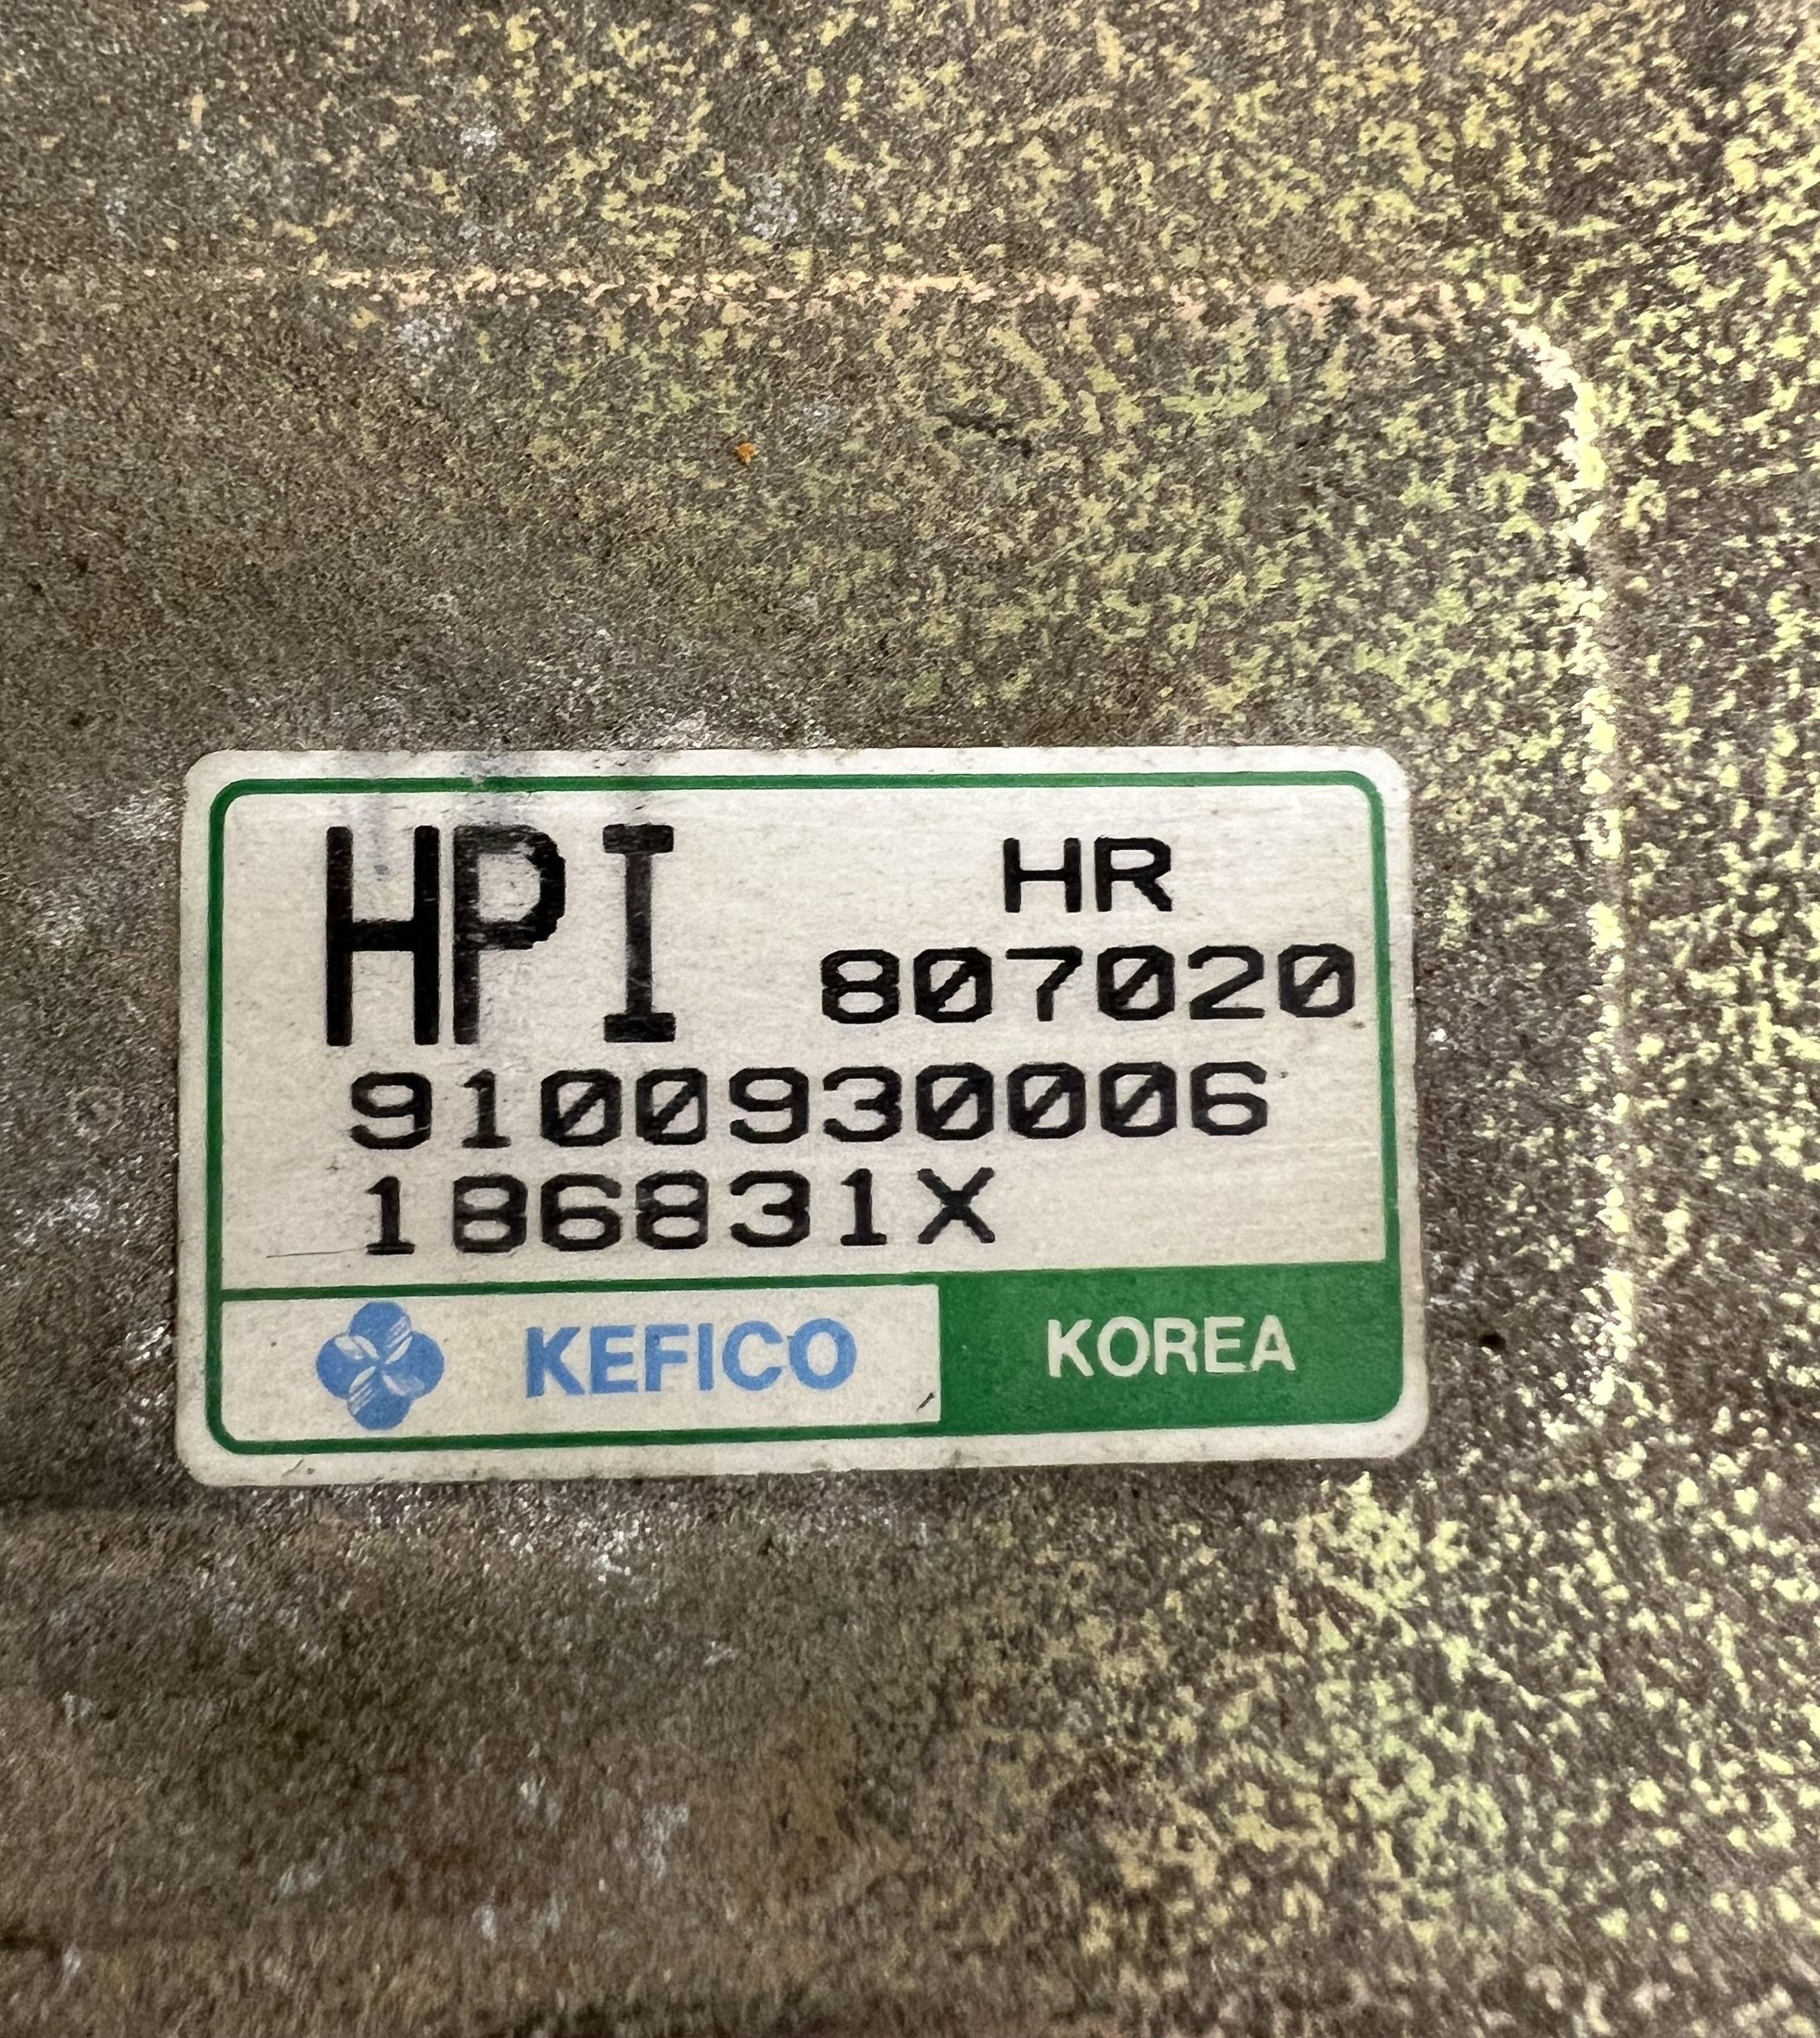 HPI HR
807020
9100930006
186831X
KEFICO KOREA